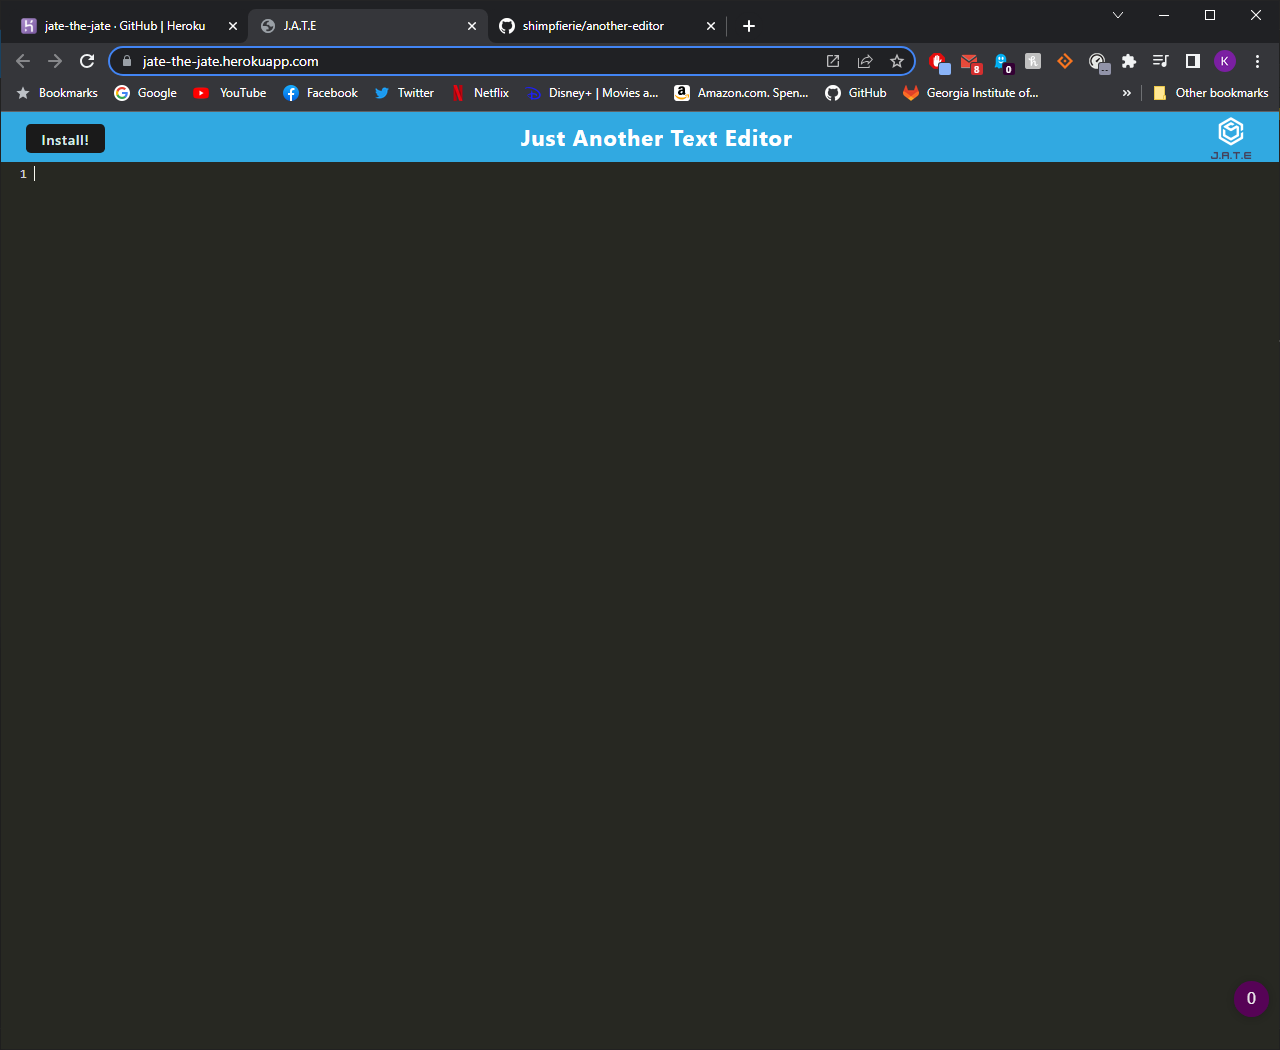 jate-the-jate · GitHub | Heroku
J.A.T.E
shimpfierie/another-editor
jate-the-jate.herokuapp.com
8
0
K
Bookmarks
Google
YouTube
Facebook
Twitter
Netflix
Disney+ | Movies a...
Amazon.com. Spen...
GitHub
Georgia Institute of...
»
Other bookmarks
Install!
Just Another Text Editor
J.A.T.E
1
0